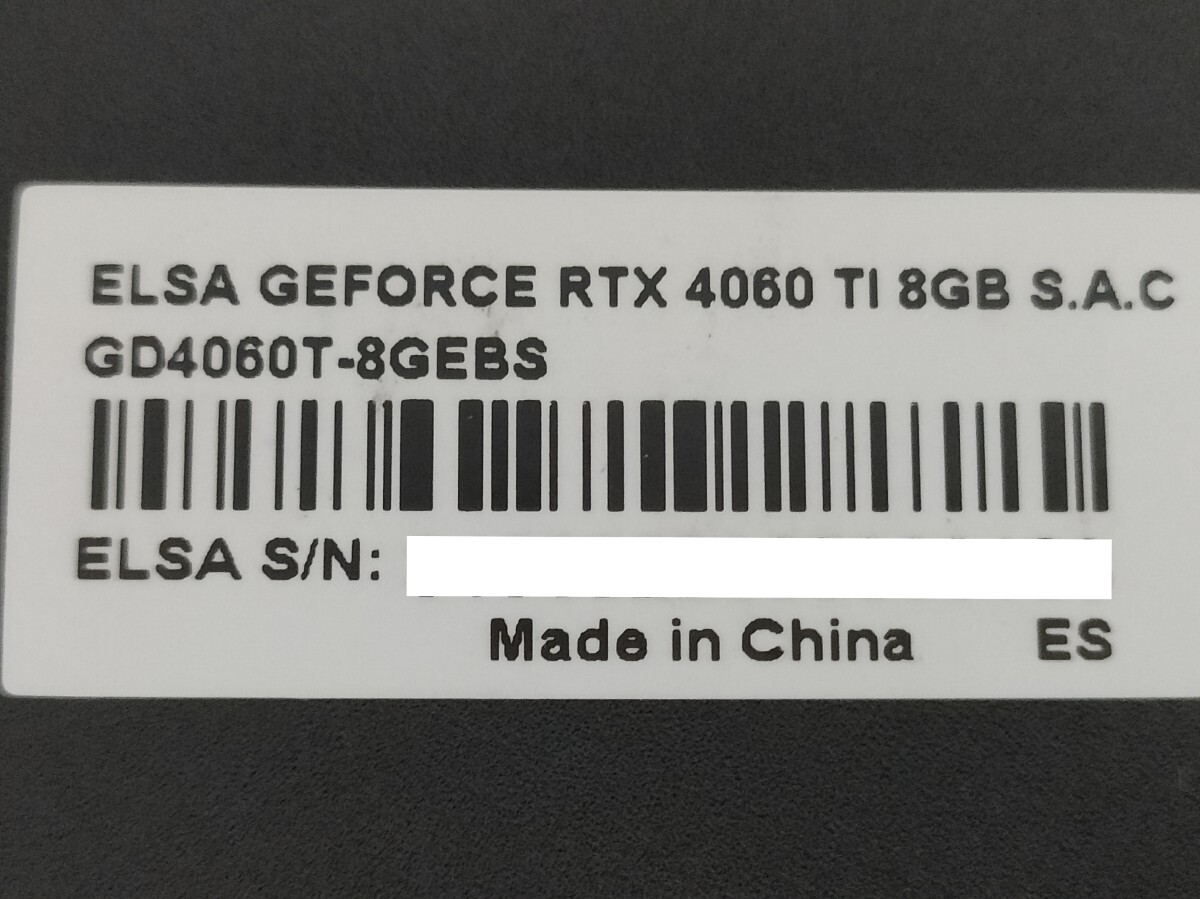 ELSA GEFORCE RTX 4060 TI 8GB S.A.C
GD4060T-8GEBS
ELSA S/N:
Made in China ES